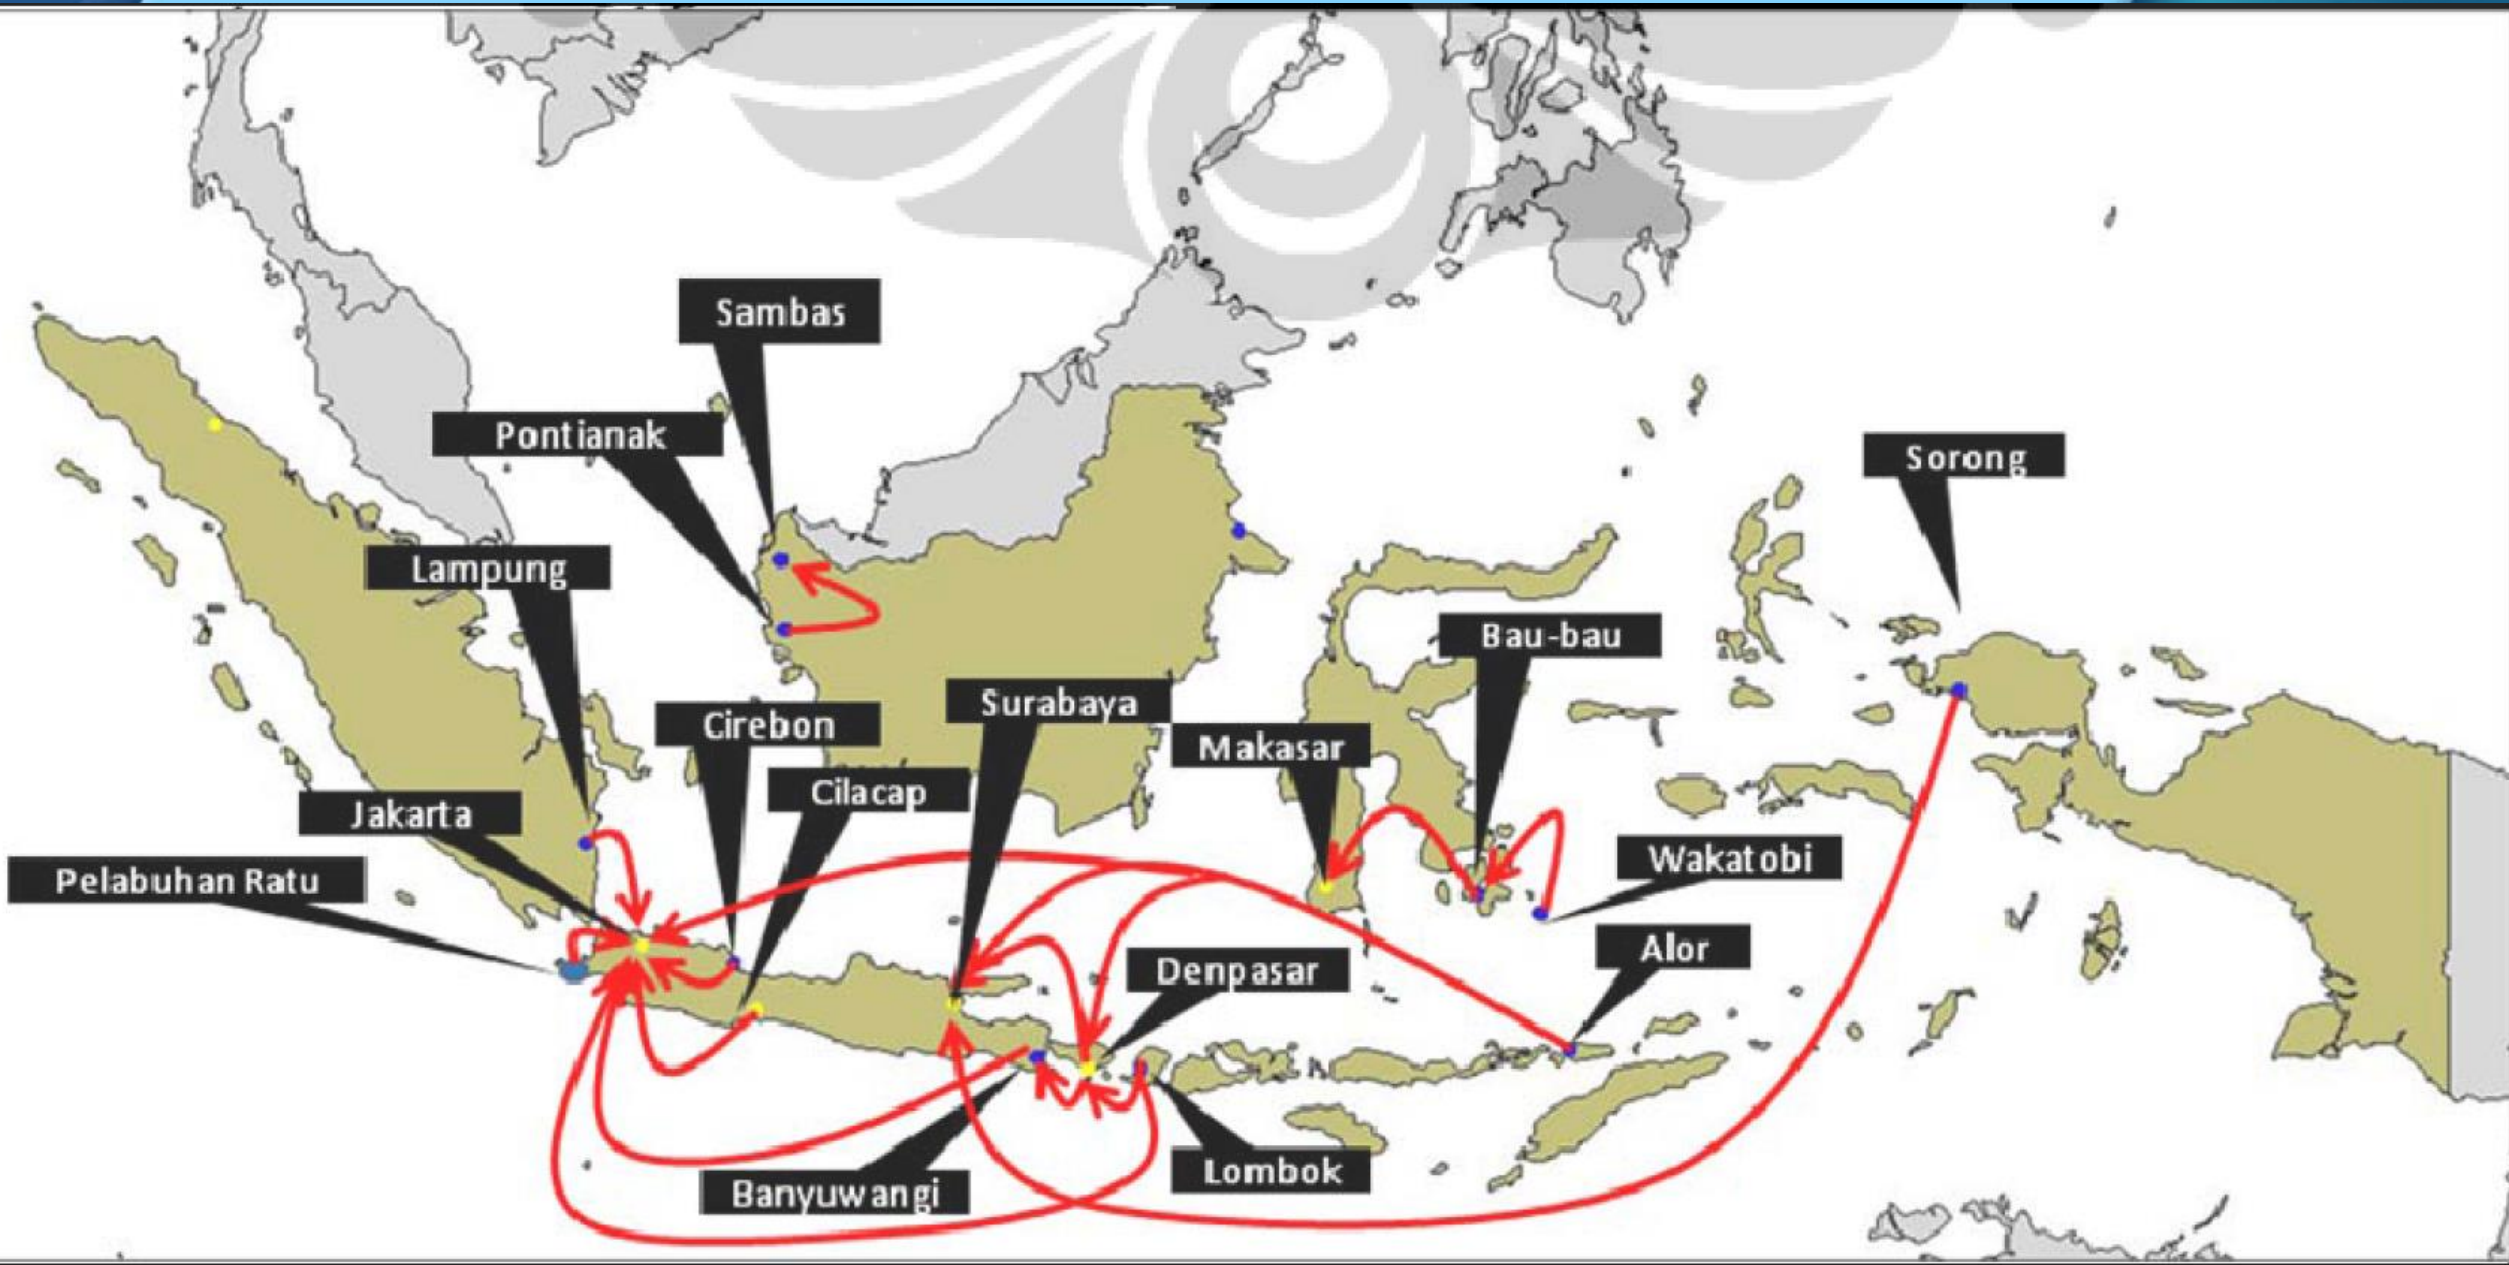 Sambas
Pontianak
Sorong
Lampung
Bau-bau
Surabaya
Cirebon
Makasar
Cilacap
Jakarta
Wakatobi
Pelabuhan Ratu
Alor
Denpasar
Lombok
Banyuwangi